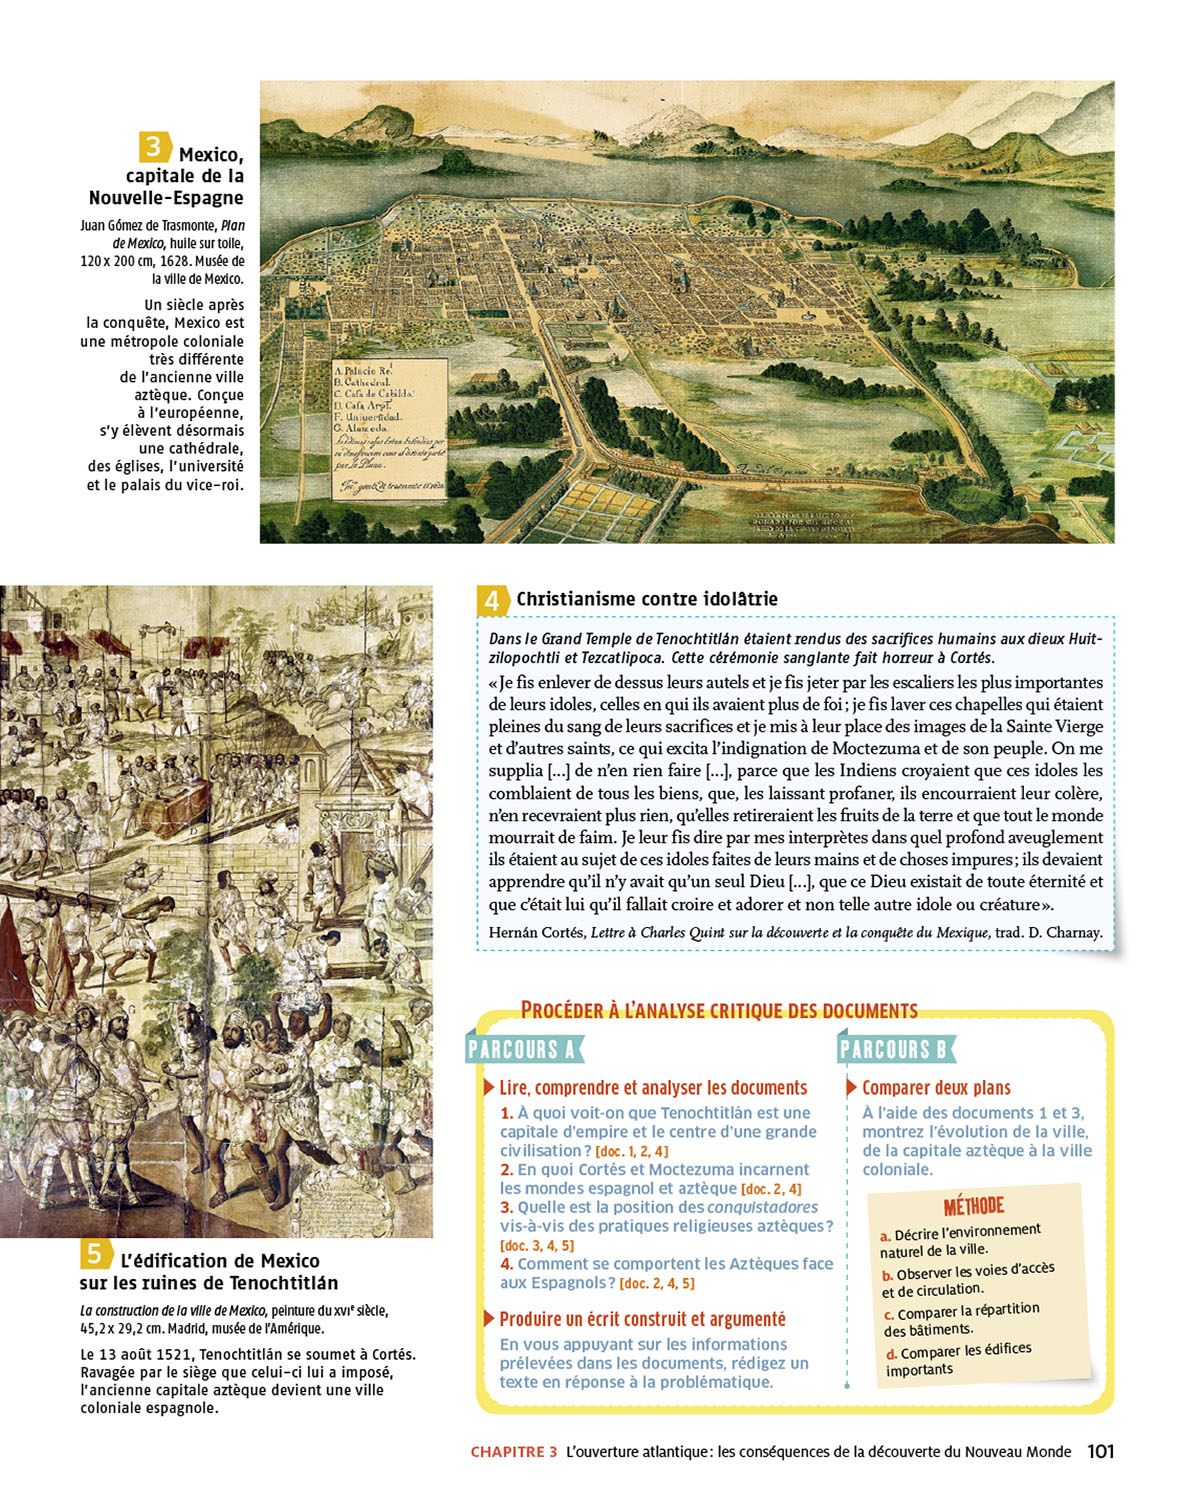 3 Mexico,
capitale de la
Nouvelle-Espagne
Juan Gómez de Trasmonte, Plan
de Mexico, huile sur toile,
120 x 200 cm, 1628. Musée de
la ville de Mexico.
Un siècle après
la conquête, Mexico est
une métropole coloniale
très différente
de l'ancienne ville
aztèque. Conçue
à l'européenne,
s'y élèvent désormais
une cathédrale,
des églises, l'université
et le palais du vice-roi.
A. Palacio Rel
B. Cathedral.
C. Casa de Cabildo.
D. Casa Arpl.
F. Universidad.
G. Alameda.
4 Christianisme contre idolâtrie
Dans le Grand Temple de Tenochtitlán étaient rendus des sacrifices humains aux dieux Huit-
zilopochtli et Tezcatlipoca. Cette cérémonie sanglante fait horreur à Cortés.
« Je fis enlever de dessus leurs autels et je fis jeter par les escaliers les plus importantes
de leurs idoles, celles en qui ils avaient plus de foi ; je fis laver ces chapelles qui étaient
pleines du sang de leurs sacrifices et je mis à leur place des images de la Sainte Vierge
et d'autres saints, ce qui excita l'indignation de Moctezuma et de son peuple. On me
supplia [...] de n'en rien faire [...], parce que les Indiens croyaient que ces idoles les
comblaient de tous les biens, que, les laissant profaner, ils encourraient leur colère,
n'en recevraient plus rien, qu'elles retireraient les fruits de la terre et que tout le monde
mourrait de faim. Je leur fis dire par mes interprètes dans quel profond aveuglement
ils étaient au sujet de ces idoles faites de leurs mains et de choses impures ; ils devaient
apprendre qu'il n'y avait qu'un seul Dieu [...], que ce Dieu existait de toute éternité et
que c'était lui qu'il fallait croire et adorer et non telle autre idole ou créature ».
Hernán Cortés, Lettre à Charles Quint sur la découverte et la conquête du Mexique, trad. D. Charnay.
5 L'édification de Mexico
sur les ruines de Tenochtitlán
La construction de la ville de Mexico, peinture du XVIIe siècle,
45,2 x 29,2 cm. Madrid, musée de l'Amérique.
Le 13 août 1521, Tenochtitlán se soumet à Cortés.
Ravagée par le siège que celui-ci lui a imposé,
l'ancienne capitale aztèque devient une ville
coloniale espagnole.
PROCÉDER À L'ANALYSE CRITIQUE DES DOCUMENTS
PARCOURS A
Lire, comprendre et analyser les documents
1. À quoi voit-on que Tenochtitlán est une
capitale d'empire et le centre d'une grande
civilisation ? [doc. 1, 2, 4]
2. En quoi Cortés et Moctezuma incarnent
les mondes espagnol et aztèque [doc. 2, 4]
3. Quelle est la position des conquistadores
vis-à-vis des pratiques religieuses aztèques ?
[doc. 3, 4, 5]
4. Comment se comportent les Aztèques face
aux Espagnols ? [doc. 2, 4, 5]
Produire un écrit construit et argumenté
En vous appuyant sur les informations
prélevées dans les documents, rédigez un
texte en réponse à la problématique.
PARCOURS B
Comparer deux plans
À l'aide des documents 1 et 3,
montrez l'évolution de la ville,
de la capitale aztèque à la ville
coloniale.
MÉTHODE
a. Décrire l'environnement
naturel de la ville.
b. Observer les voies d'accès
et de circulation.
c. Comparer la répartition
des bâtiments.
d. Comparer les édifices
importants
CHAPITRE 3 L'ouverture atlantique : les conséquences de la découverte du Nouveau Monde 101